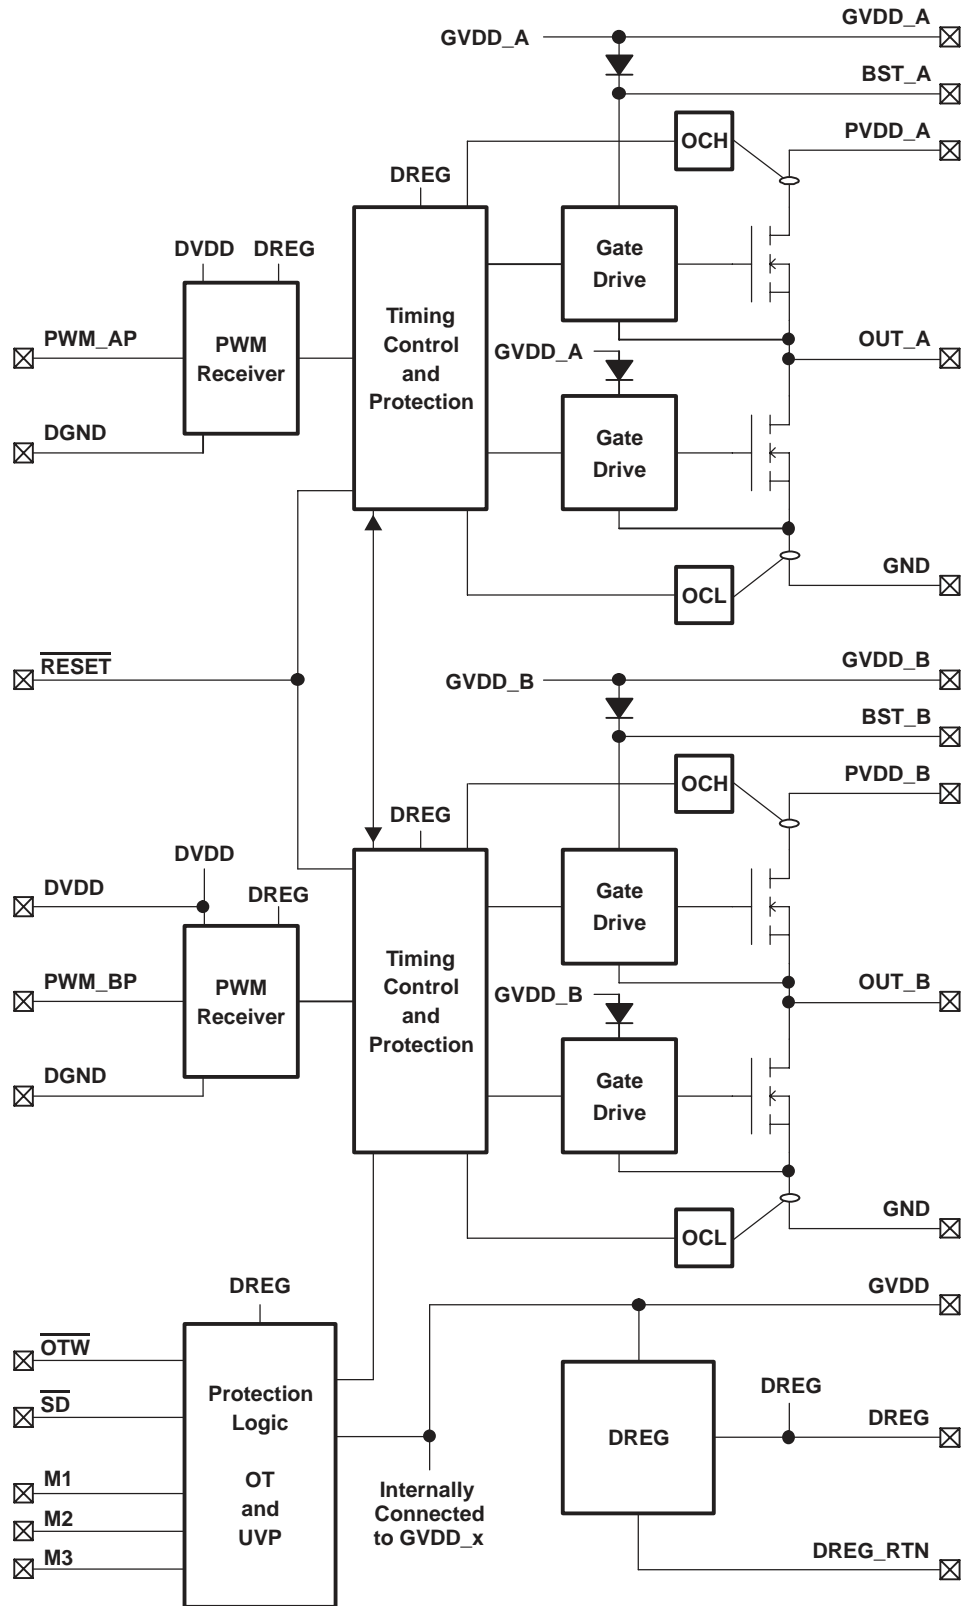 GVDD_A
GVDD_A
BST_A
OCH
PVDD_A
DREG
DVDD
DREG
Gate
Drive
PWM_AP
PWM
Receiver
Timing
Control
and
Protection
GVDD_A
OUT_A
DGND
Gate
Drive
OCL
GND
RESET
GVDD_B
GVDD_B
BST_B
OCH
PVDD_B
DREG
DVDD
DVDD
DREG
Gate
Drive
PWM_BP
PWM
Receiver
Timing
Control
and
Protection
GVDD_B
OUT_B
DGND
Gate
Drive
OCL
GND
DREG
GVDD
OTW
SD
Protection
Logic
OT
and
UVP
DREG
DREG
DREG
M1
M2
M3
Internally
Connected
to GVDD_x
DREG_RTN